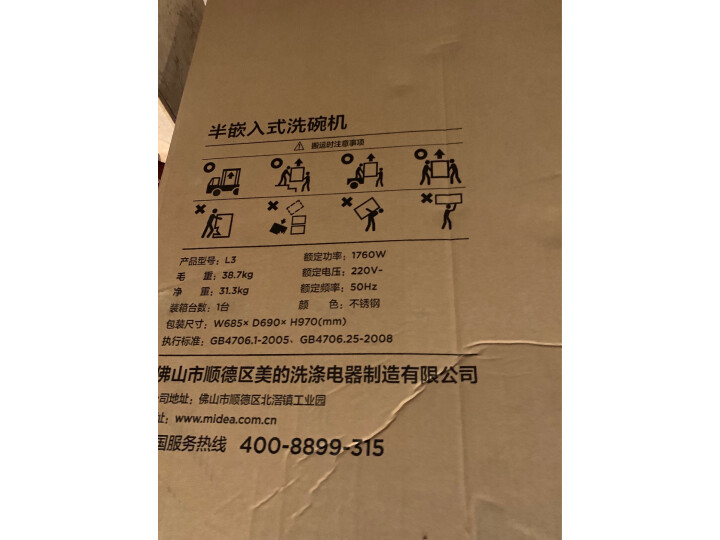 半嵌入式洗碗机
搬运时注意事项
产品型号：L3 额定功率：1760W
毛 重：38.7kg 额定电压：220V~
净 重：31.3kg 额定频率：50Hz
装箱台数：1台 颜 色：不锈钢
包装尺寸：W685× D690× H970(mm)
执行标准：GB4706.1-2005、GB4706.25-2008
佛山市顺德区美的洗涤电器制造有限公司
司地址：佛山市顺德区北滘镇工业园
址：www.midea.com.cn
国服务热线 400-8899-315